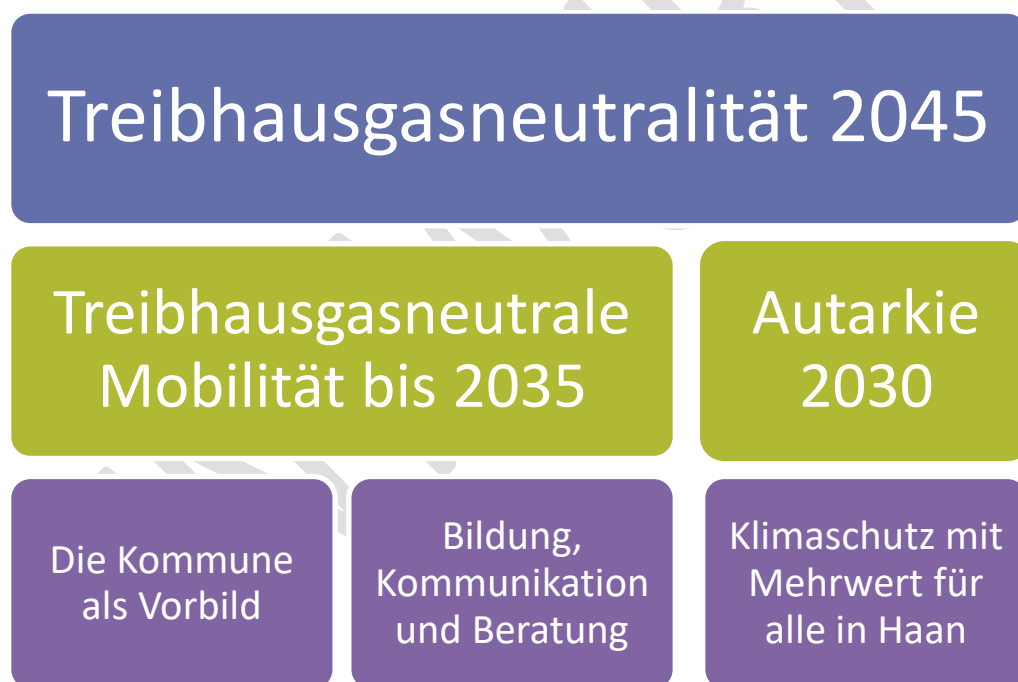 Treibhausgasneutralität 2045
Treibhausgasneutrale
Mobilität bis 2035
Autarkie
2030
Die Kommune
als Vorbild
Bildung,
Kommunikation
und Beratung
Klimaschutz mit
Mehrwert für
alle in Haan